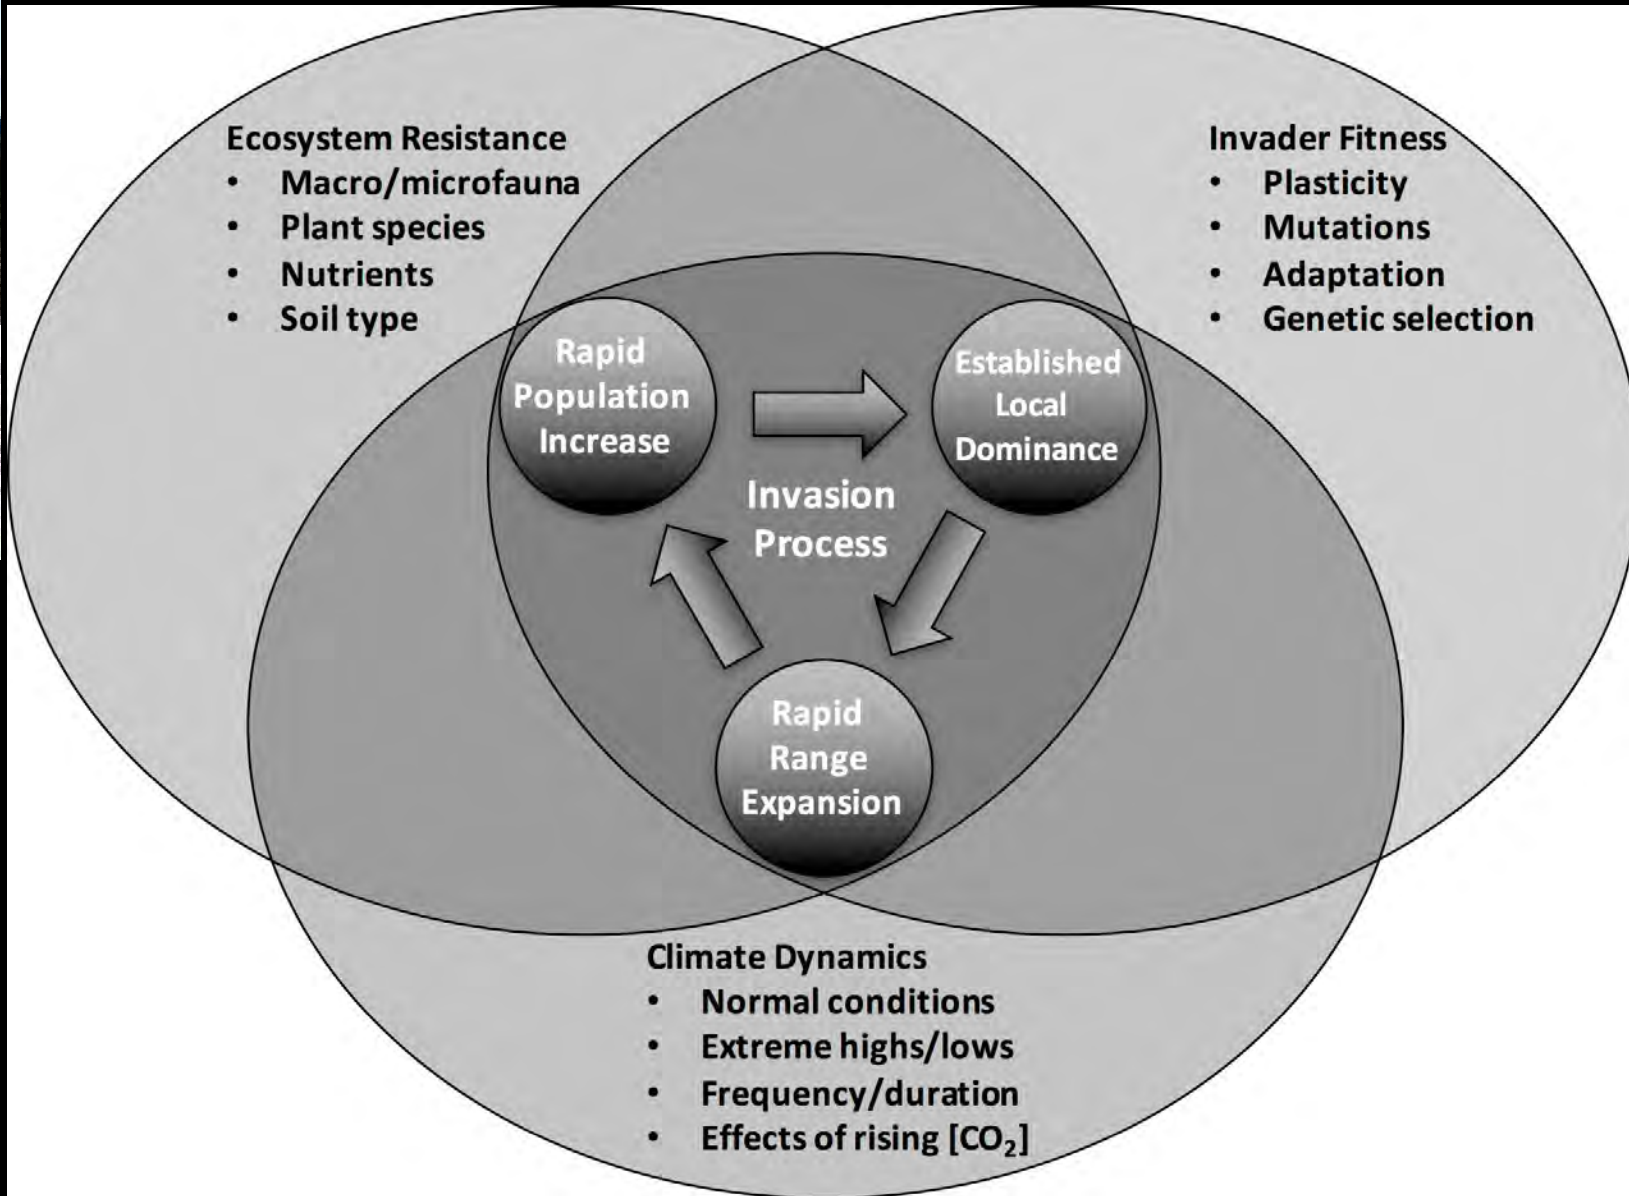 Ecosystem Resistance
• Macro/microfauna
• Plant species
• Nutrients
• Soil type
Invader Fitness
• Plasticity
• Mutations
• Adaptation
• Genetic selection
Rapid
Population
Increase
Established
Local
Dominance
Invasion
Process
Rapid
Range
Expansion
Climate Dynamics
• Normal conditions
• Extreme highs/lows
• Frequency/duration
• Effects of rising [CO₂]